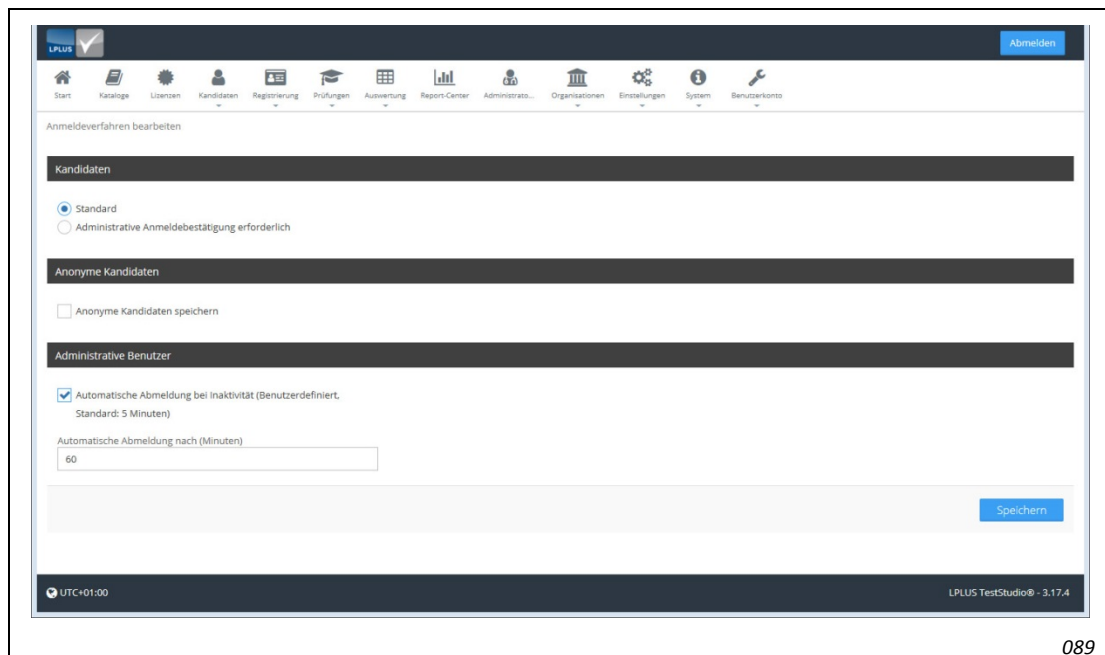 LPLUS
Abmelden
Start Kataloge Lizenzen Kandidaten Registrierung Prüfungen Auswertung Report-Center Administrato... Organisationen Einstellungen System Benutzerkonto
Anmeldeverfahren bearbeiten
Kandidaten
Standard
Administrative Anmeldebestätigung erforderlich
Anonyme Kandidaten
Anonyme Kandidaten speichern
Administrative Benutzer
Automatische Abmeldung bei Inaktivität (Benutzerdefiniert,
Standard: 5 Minuten)
Automatische Abmeldung nach (Minuten)
60
Speichern
UTC+01:00 LPLUS TestStudio® - 3.17.4
089